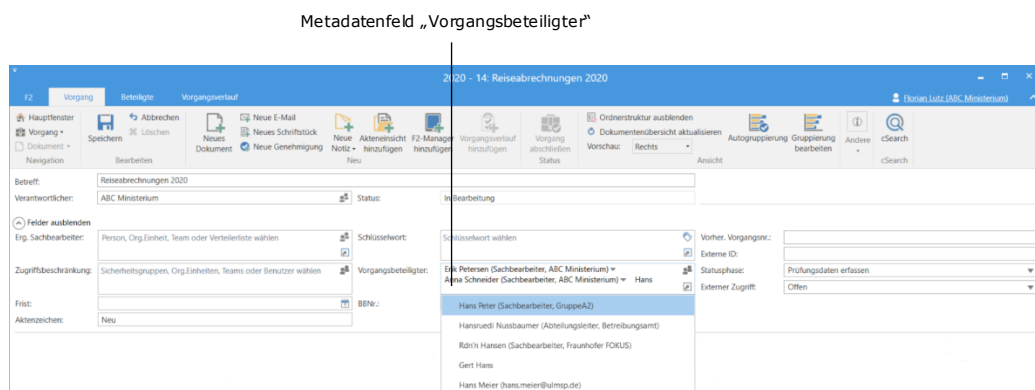 Metadatenfeld „Vorgangsbeteiligter“
2020 - 14: Reiseabrechnungen 2020
F2 Vorgang Beteiligte Vorgangsverlauf
Florian Lutz (ABC Ministerium)
Hauptfenster
Vorgang
Dokument
Navigation
Speichern
Abbrechen
Löschen
Bearbeiten
Neues Dokument
Neue E-Mail
Neues Schriftstück
Neue Genehmigung
Neue Notiz
Akteneinsicht hinzufügen
F2-Manager hinzufügen
Neu
Vorgangsverlauf hinzufügen
Vorgang abschließen
Status
Ordnerstruktur ausblenden
Dokumentenübersicht aktualisieren
Vorschau: Rechts
Autogruppierung
Gruppierung bearbeiten
Ansicht
Andere
cSearch
cSearch
Betreff: Reiseabrechnungen 2020
Verantwortlicher: ABC Ministerium Status: In Bearbeitung
Felder ausblenden
Erg. Sachbearbeiter: Person, Org.Einheit, Team oder Verteilerliste wählen Schlüsselwort: Schlüsselwort wählen Vorher. Vorgangsnr.:
Externe ID:
Zugriffsbeschränkung: Sicherheitsgruppen, Org.Einheiten, Teams oder Benutzer wählen Vorgangsbeteiligter: Erik Petersen (Sachbearbeiter, ABC Ministerium) Statusphase: Prüfungsdaten erfassen
Anna Schneider (Sachbearbeiter, ABC Ministerium) Hans Externer Zugriff: Offen
Frist: BBNr.:
Aktenzeichen: Neu
Hans Peter (Sachbearbeiter, GruppeA2)
Hansruedi Nussbaumer (Abteilungsleiter, Betreibungsamt)
Rdn'n Hansen (Sachbearbeiter, Fraunhofer FOKUS)
Gert Hans
Hans Meier (hans.meier@ulmsp.de)